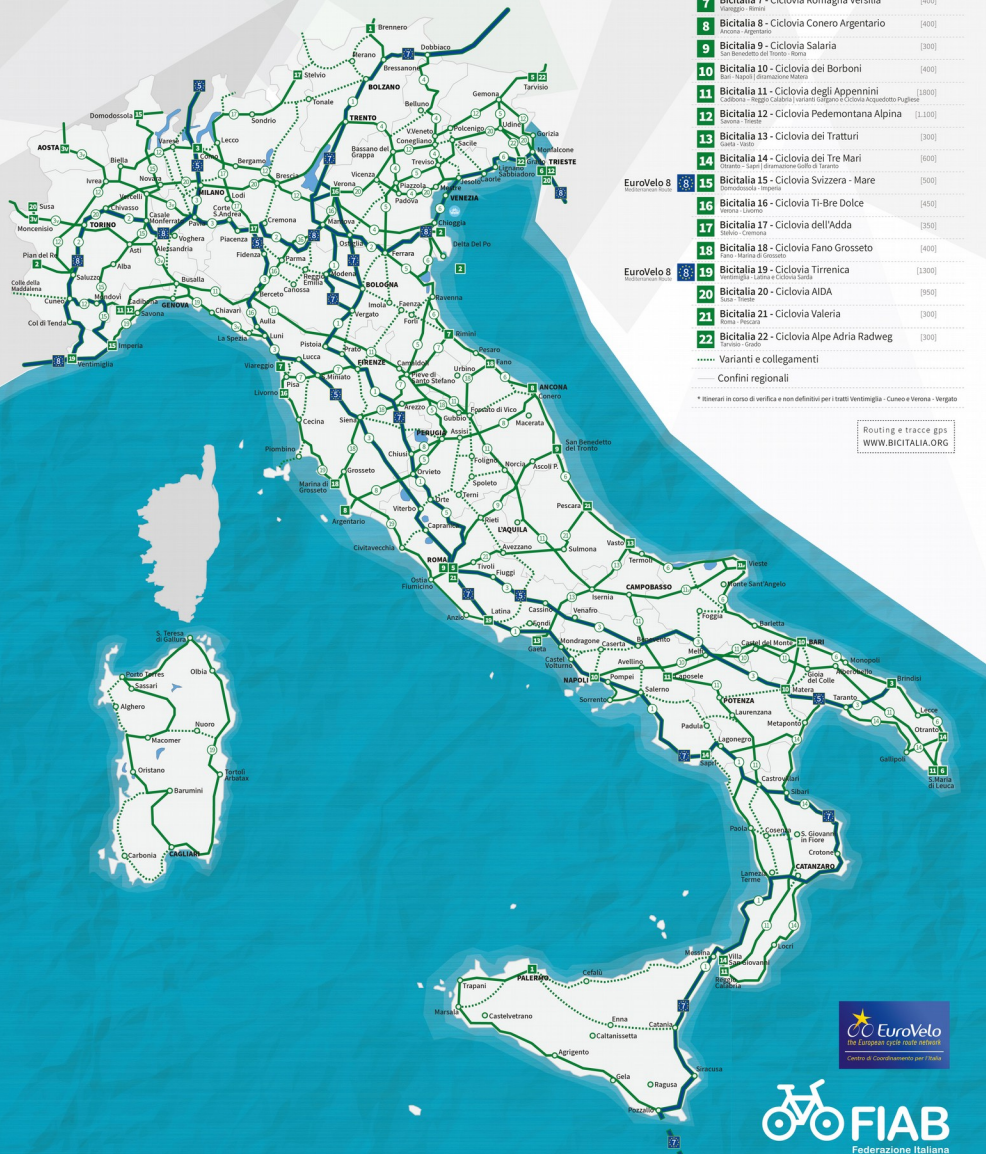 7 Bicitalia 7 - Ciclovia Romagna Versilia [400]
Viareggio - Rimini
8 Bicitalia 8 - Ciclovia Conero Argentario [400]
Ancona - Argentario
9 Bicitalia 9 - Ciclovia Salaria [300]
San Benedetto del Tronto - Roma
10 Bicitalia 10 - Ciclovia dei Borboni [400]
Bari - Napoli | diramazione Matera
11 Bicitalia 11 - Ciclovia degli Appennini [1800]
Cadibona - Reggio Calabria | varianti Gargano e Ciclovia Acquedotto Pugliese
12 Bicitalia 12 - Ciclovia Pedemontana Alpina [1.100]
Savona - Trieste
13 Bicitalia 13 - Ciclovia dei Tratturi [300]
Gaeta - Vasto
14 Bicitalia 14 - Ciclovia dei Tre Mari [600]
Otranto - Sapri | diramazione Golfo di Taranto
EuroVelo 8 8 15 Bicitalia 15 - Ciclovia Svizzera - Mare [500]
Mediterranean Route Domodossola - Imperia
16 Bicitalia 16 - Ciclovia Ti-Bre Dolce [450]
Verona - Livorno
17 Bicitalia 17 - Ciclovia dell'Adda [350]
Stelvio - Cremona
18 Bicitalia 18 - Ciclovia Fano Grosseto [400]
Fano - Marina di Grosseto
EuroVelo 8 8 19 Bicitalia 19 - Ciclovia Tirrenica [1300]
Mediterranean Route Ventimiglia - Latina e Ciclovia Sarda
20 Bicitalia 20 - Ciclovia AIDA [950]
Susa - Trieste
21 Bicitalia 21 - Ciclovia Valeria [300]
Roma - Pescara
22 Bicitalia 22 - Ciclovia Alpe Adria Radweg [300]
Tarvisio - Grado
Varianti e collegamenti
Confini regionali
* Itinerari in corso di verifica e non definitivi per i tratti Ventimiglia - Cuneo e Verona - Vergato
Routing e tracce gps
WWW.BICITALIA.ORG
Brennero
Dobbiaco
Merano
Bressanone
Stelvio
BOLZANO
Tarvisio
Tonale
Gemona
Belluno
Domodossola
Sondrio
TRENTO
Udine
V.Veneto
Polcenigo
Gorizia
Conegliano
Sacile
Monfalcone
AOSTA
Varese
Lecco
Como
Bergamo
Bassano del
Grappa
Treviso
TRIESTE
Biella
Brescia
Vicenza
Lignano
Sabbiadoro
Grado
Ivrea
Novara
Verona
Piazzola
Padova
Mestre
Jesolo
Caorle
Vercelli
MILANO
VENEZIA
Susa
Moncenisio
Chivasso
Casale
Monferrato
Pavia
Corte
S.Andrea
Lodi
Cremona
Mantova
Chioggia
TORINO
Voghera
Piacenza
Ostiglia
Delta Del Po
Pian del Re
Asti
Alessandria
Fidenza
Parma
Ferrara
Alba
Saluzzo
Reggio
Emilia
Modena
Canossa
BOLOGNA
Colle della
Maddalena
Busalla
Cuneo
Mondovì
Cadibona
GENOVA
Berceto
Imola
Ravenna
Savona
Chiavari
Aulla
Vergato
Faenza
Forlì
Col di Tenda
La Spezia
Luni
Imperia
Pistoia
Prato
Rimini
Ventimiglia
Lucca
FIRENZE
Camaldoli
Pesaro
Viareggio
Pisa
S.Miniato
Pieve di
Santo Stefano
Urbino
Fano
Livorno
ANCONA
Conero
Arezzo
Cecina
Siena
Gubbio
Fossato di Vico
Macerata
PERUGIA
Assisi
San Benedetto
del Tronto
Piombino
Chiusi
Foligno
Norcia
Ascoli P.
Grosseto
Orvieto
Spoleto
Marina di
Grosseto
Orte
Terni
Argentario
Viterbo
Rieti
Pescara
Capranica
L'AQUILA
Civitavecchia
Avezzano
Sulmona
Vasto
Termoli
ROMA
Tivoli
Fiuggi
Vieste
Ostia
Fiumicino
CAMPOBASSO
Monte Sant'Angelo
Isernia
Anzio
Latina
Cassino
Venafro
Foggia
Fondi
Barletta
Gaeta
Mondragone
Caserta
Benevento
Castel del Monte
BARI
Castel
Volturno
Melfi
Avellino
Monopoli
NAPOLI
Pompei
Caposele
Gioia
del Colle
Alberobello
Brindisi
Sorrento
Salerno
POTENZA
Matera
Taranto
Laurenzana
Lecce
Padula
Metaponto
Otranto
Lagonegro
Gallipoli
Sapri
S.Maria
di Leuca
Castrovillari
Sibari
Paola
Cosenza
S. Giovanni
in Fiore
Crotone
CATANZARO
Lamezia
Terme
Locri
Messina
Villa
San Giovanni
Reggio
Calabria
S. Teresa
di Gallura
Porto Torres
Olbia
Sassari
Alghero
Nuoro
Macomer
Oristano
Tortolì
Arbatax
Barumini
Carbonia
CAGLIARI
PALERMO
Cefalù
Trapani
Marsala
Castelvetrano
Enna
Catania
Caltanissetta
Agrigento
Gela
Siracusa
Ragusa
Pozzallo
EuroVelo
the European cycle route network
Centro di Coordinamento per l'Italia
FIAB
Federazione Italiana